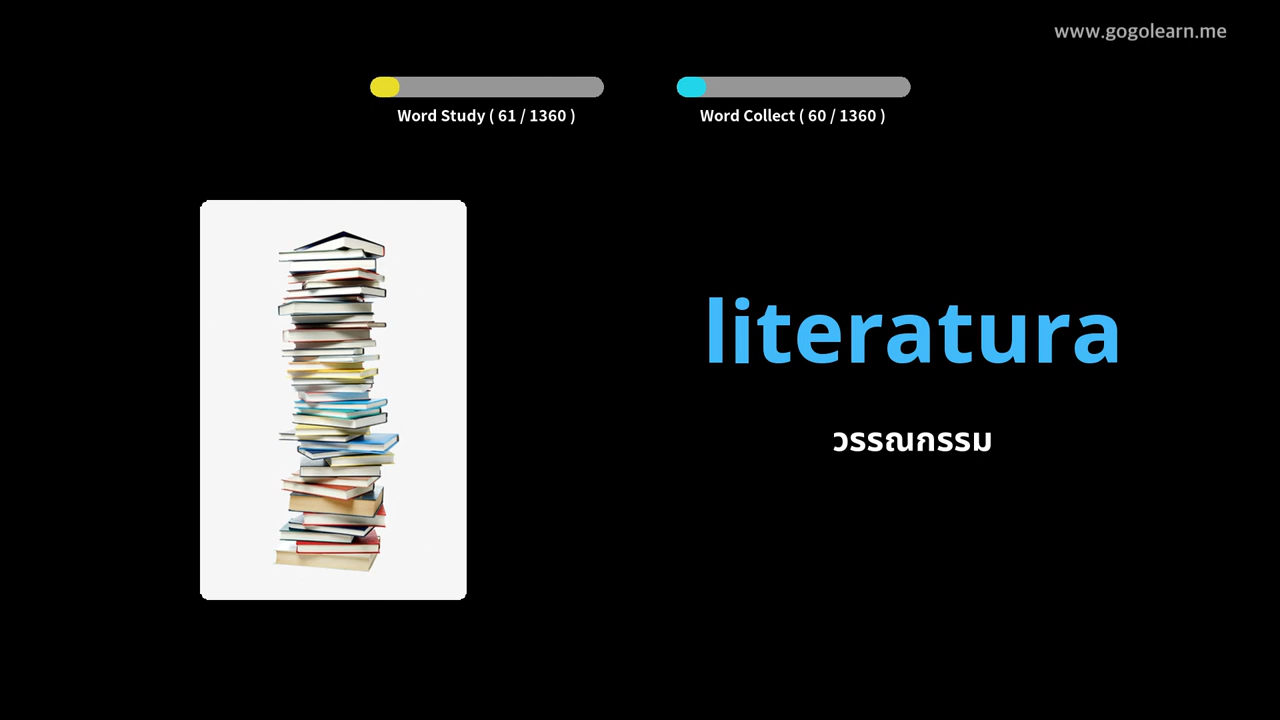 www.gogolearn.me
Word Study ( 61 / 1360 )
Word Collect ( 60 / 1360 )
literatura
วรรณกรรม